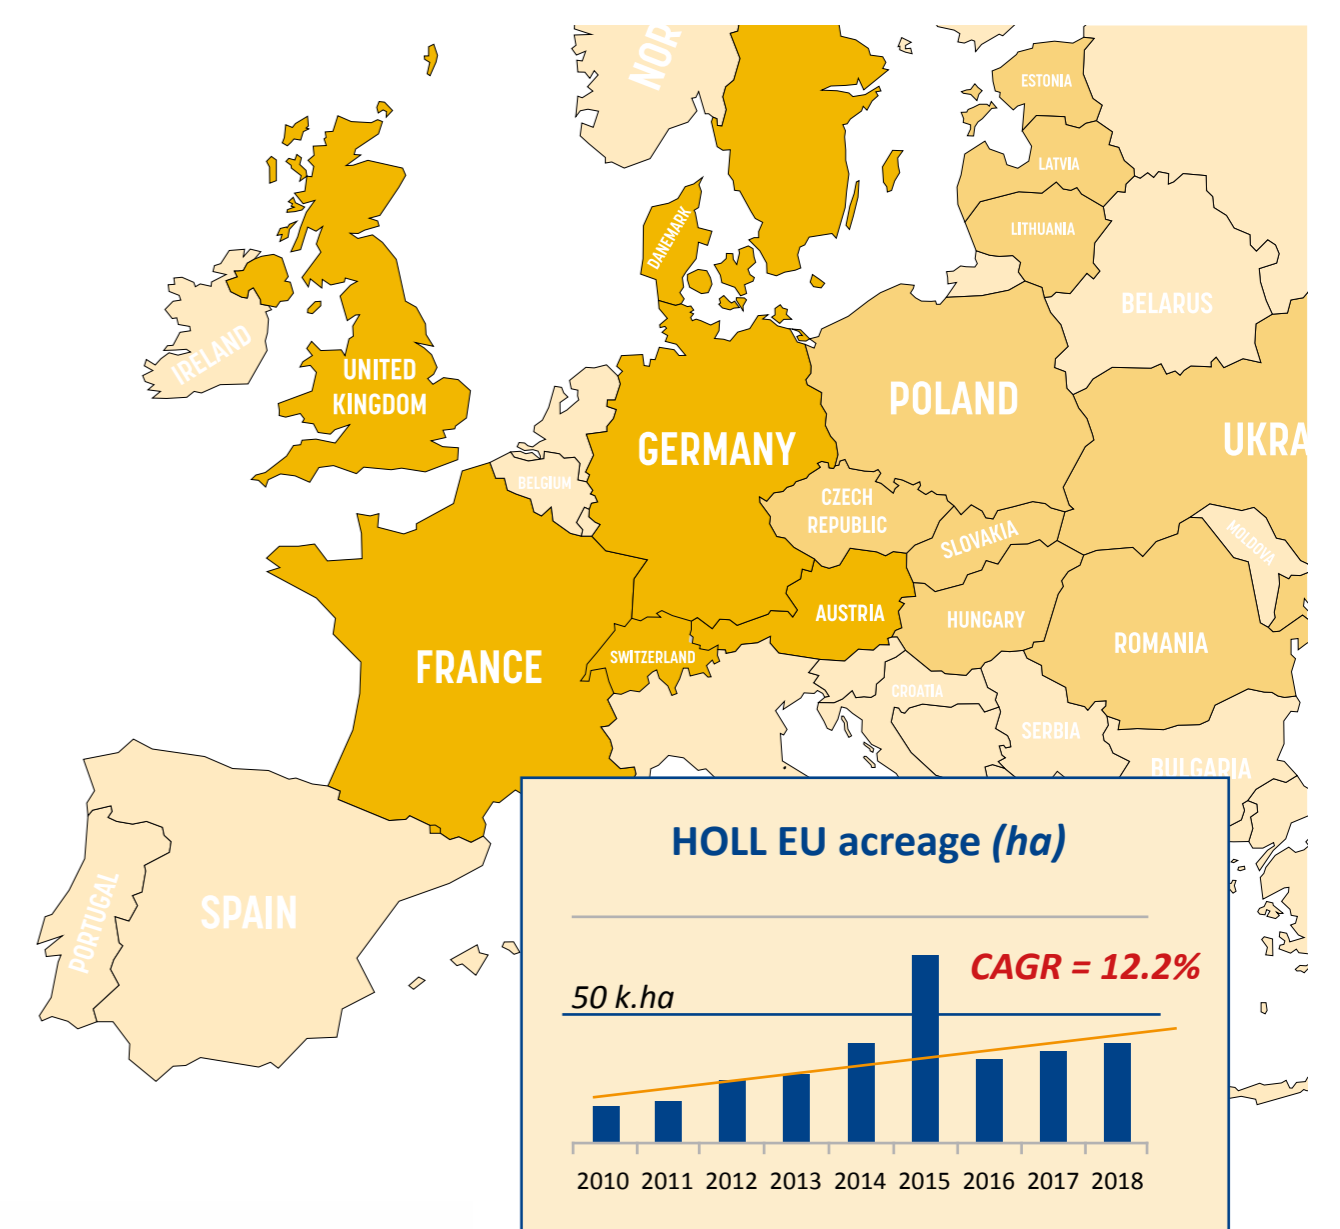 NOR
ESTONIA
LATVIA
LITHUANIA
DANEMARK
BELARUS
IRELAND
UNITED
KINGDOM
POLAND
GERMANY
UKRA
BELGIUM
CZECH
REPUBLIC
SLOVAKIA
MOLDOVA
AUSTRIA
HUNGARY
ROMANIA
FRANCE
SWITZERLAND
CROATIA
SERBIA
BULGARIA
SPAIN
PORTUGAL
HOLL EU acreage (ha)
CAGR = 12.2%
50 k.ha
2010 2011 2012 2013 2014 2015 2016 2017 2018